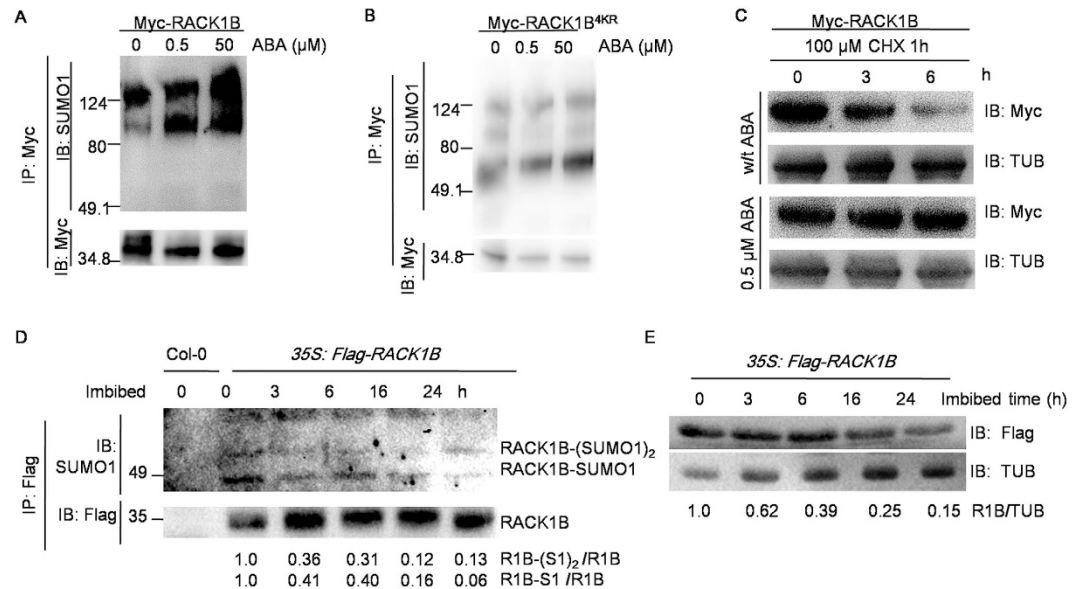 A
Myc-RACK1B
0 0.5 50 ABA (μM)
IP: Myc
IB: SUMO1
124
80
49.1
IB: Myc
34.8
B
Myc-RACK1B4KR
0 0.5 50 ABA (μM)
IP: Myc
IB: SUMO1
124
80
49.1
IB: Myc
34.8
C
Myc-RACK1B
100 μM CHX 1h
0 3 6 h
w/t ABA
IB: Myc
IB: TUB
0.5 μM ABA
IB: Myc
IB: TUB
D
Col-0 35S: Flag-RACK1B
Imbibed 0 0 3 6 16 24 h
IP: Flag
IB:
SUMO1
49
RACK1B-(SUMO1)2
RACK1B-SUMO1
IB: Flag 35 RACK1B
1.0 0.36 0.31 0.12 0.13 R1B-(S1)2 /R1B
1.0 0.41 0.40 0.16 0.06 R1B-S1 /R1B
E
35S: Flag-RACK1B
0 3 6 16 24 Imbibed time (h)
IB: Flag
IB: TUB
1.0 0.62 0.39 0.25 0.15 R1B/TUB